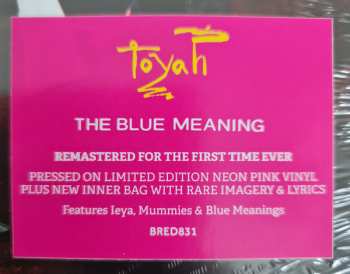 toyah
THE BLUE MEANING
REMASTERED FOR THE FIRST TIME EVER
PRESSED ON LIMITED EDITION NEON PINK VINYL
PLUS NEW INNER BAG WITH RARE IMAGERY & LYRICS
Features Ieya, Mummies & Blue Meanings
BRED831